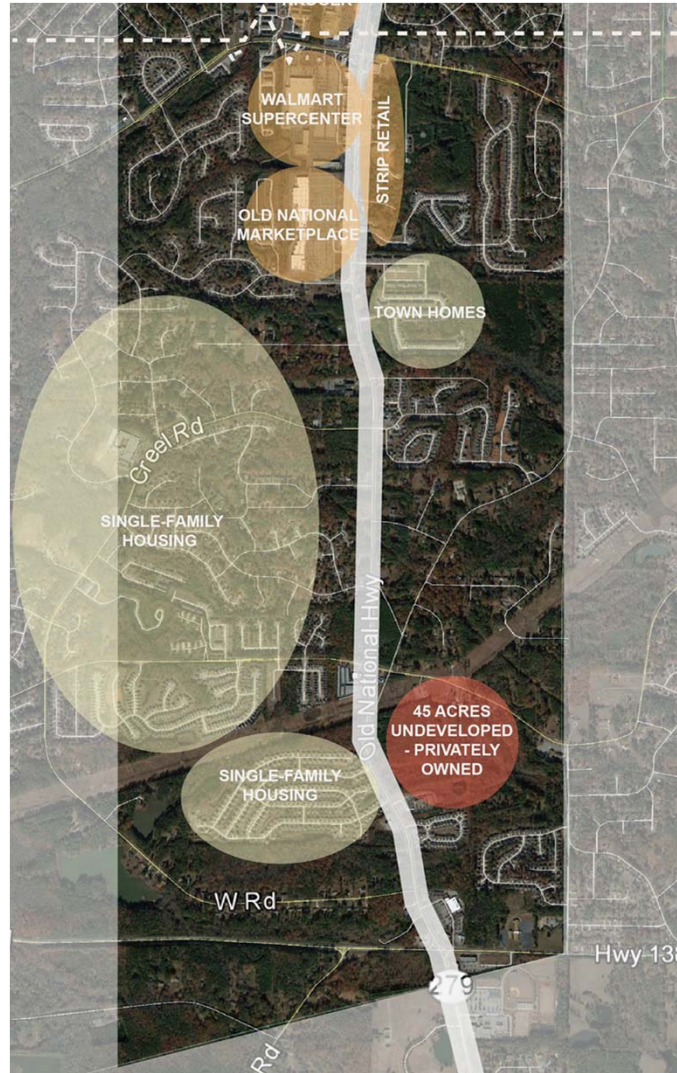 KROGER
WALMART
SUPERCENTER
STRIP RETAIL
OLD NATIONAL
MARKETPLACE
TOWN HOMES
Creel Rd
SINGLE-FAMILY
HOUSING
Old National Hwy
45 ACRES
UNDEVELOPED
- PRIVATELY
OWNED
SINGLE-FAMILY
HOUSING
W Rd
Hwy 138
279
Rd